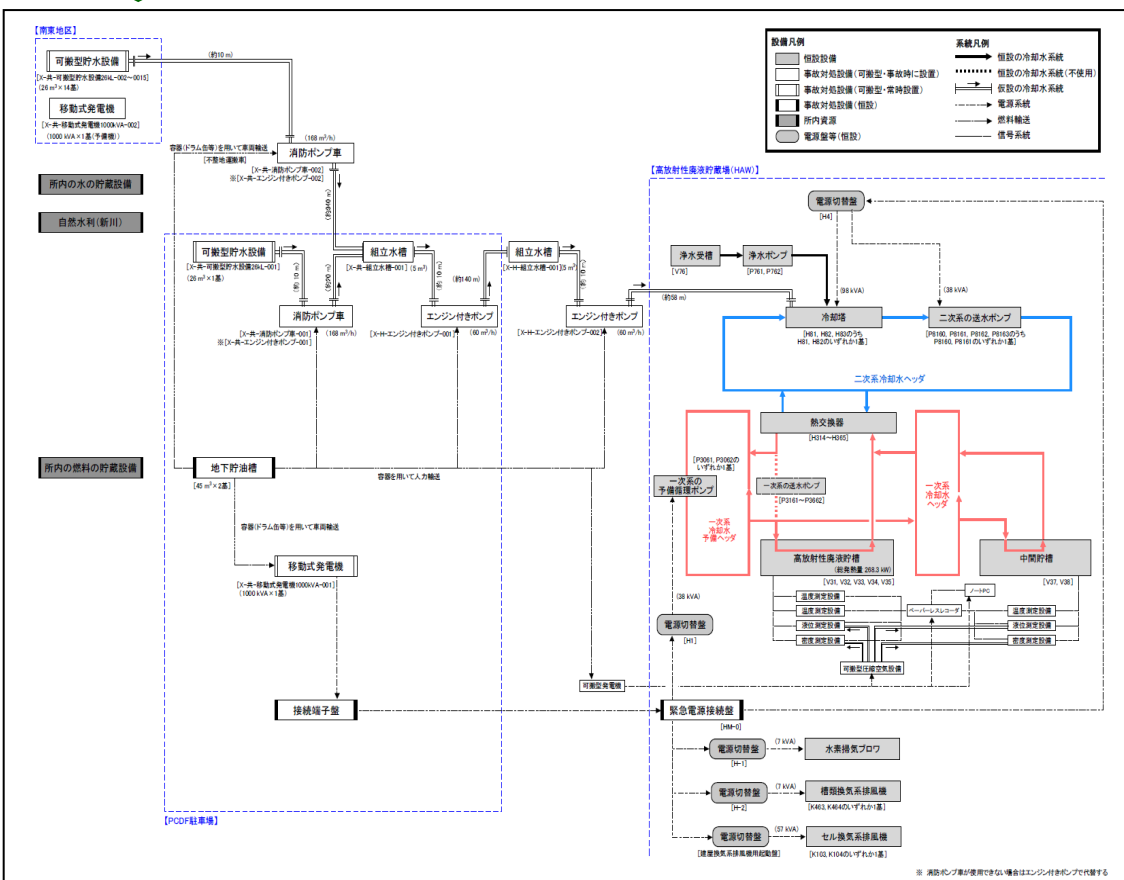 【南東地区】
可搬型貯水設備
[X-共-可搬型貯水設備26kL-002～0015]
(26 m³×14基)
移動式発電機
[X-共-移動式発電機1000kVA-002]
(1000 kVA×1基(予備機))
(約10 m)
設備凡例
恒設設備
事故対処設備(可搬型・事故時に設置)
事故対処設備(可搬型・常時設置)
事故対処設備(恒設)
所内資源
電源盤等(恒設)
系統凡例
恒設の冷却水系統
恒設の冷却水系統(不使用)
仮設の冷却水系統
電源系統
燃料輸送
信号系統
容器(ドラム缶等)を用いて車両輸送
[不整地運搬車]
(168 m³/h)
消防ポンプ車
[X-共-消防ポンプ車-002]
※[X-共-エンジン付きポンプ-002]
(約940 m)
所内の水の貯蔵設備
自然水利(新川)
可搬型貯水設備
[X-共-可搬型貯水設備26kL-001]
(26 m³×1基)
(約10 m)
消防ポンプ車
[X-共-消防ポンプ車-001]
※[X-共-エンジン付きポンプ-001]
(168 m³/h)
(約90 m)
組立水槽
[X-共-組立水槽-001]
(5 m³)
(約10 m)
エンジン付きポンプ
[X-H-エンジン付きポンプ-001]
(60 m³/h)
(約140 m)
組立水槽
[X-H-組立水槽-001]
(5 m³)
(約10 m)
エンジン付きポンプ
[X-H-エンジン付きポンプ-002]
(60 m³/h)
(約58 m)
【高放射性廃液貯蔵場(HAW)】
電源切替盤
[H4]
浄水受槽
[V76]
浄水ポンプ
[P761, P762]
(98 kVA)
(38 kVA)
冷却塔
[H81, H82, H83のうち
H81, H82のいずれか1基]
二次系の送水ポンプ
[P8160, P8161, P8162, P8163のうち
P8160, P8161のいずれか1基]
二次系冷却水ヘッダ
熱交換器
[H314～H365]
[P3061, P3062の
いずれか1基]
一次系の
予備循環ポンプ
一次系の送水ポンプ
[P3161～P3662]
一次系
冷却水
ヘッダ
一次系
冷却水
予備ヘッダ
高放射性廃液貯槽
(総発熱量 268.3 kW)
[V31, V32, V33, V34, V35]
中間貯槽
[V37, V38]
所内の燃料の貯蔵設備
地下貯油槽
[45 m³×2基]
容器を用いて人力輸送
容器(ドラム缶等)を用いて車両輸送
移動式発電機
[X-共-移動式発電機1000kVA-001]
(1000 kVA×1基)
(38 kVA)
電源切替盤
[H1]
温度測定設備
温度測定設備
液位測定設備
密度測定設備
ノートPC
ペーパーレスレコーダ
温度測定設備
液位測定設備
密度測定設備
可搬型圧縮空気設備
可搬型発電機
接続端子盤
緊急電源接続盤
[HM-0]
電源切替盤
[H-1]
(7 kVA)
水素掃気ブロワ
電源切替盤
[H-2]
(7 kVA)
槽類換気系排風機
[K463, K464のいずれか1基]
電源切替盤
[建屋換気系排風機用起動盤]
(57 kVA)
セル換気系排風機
[K103, K104のいずれか1基]
【PCDF駐車場】
※ 消防ポンプ車が使用できない場合はエンジン付きポンプで代替する